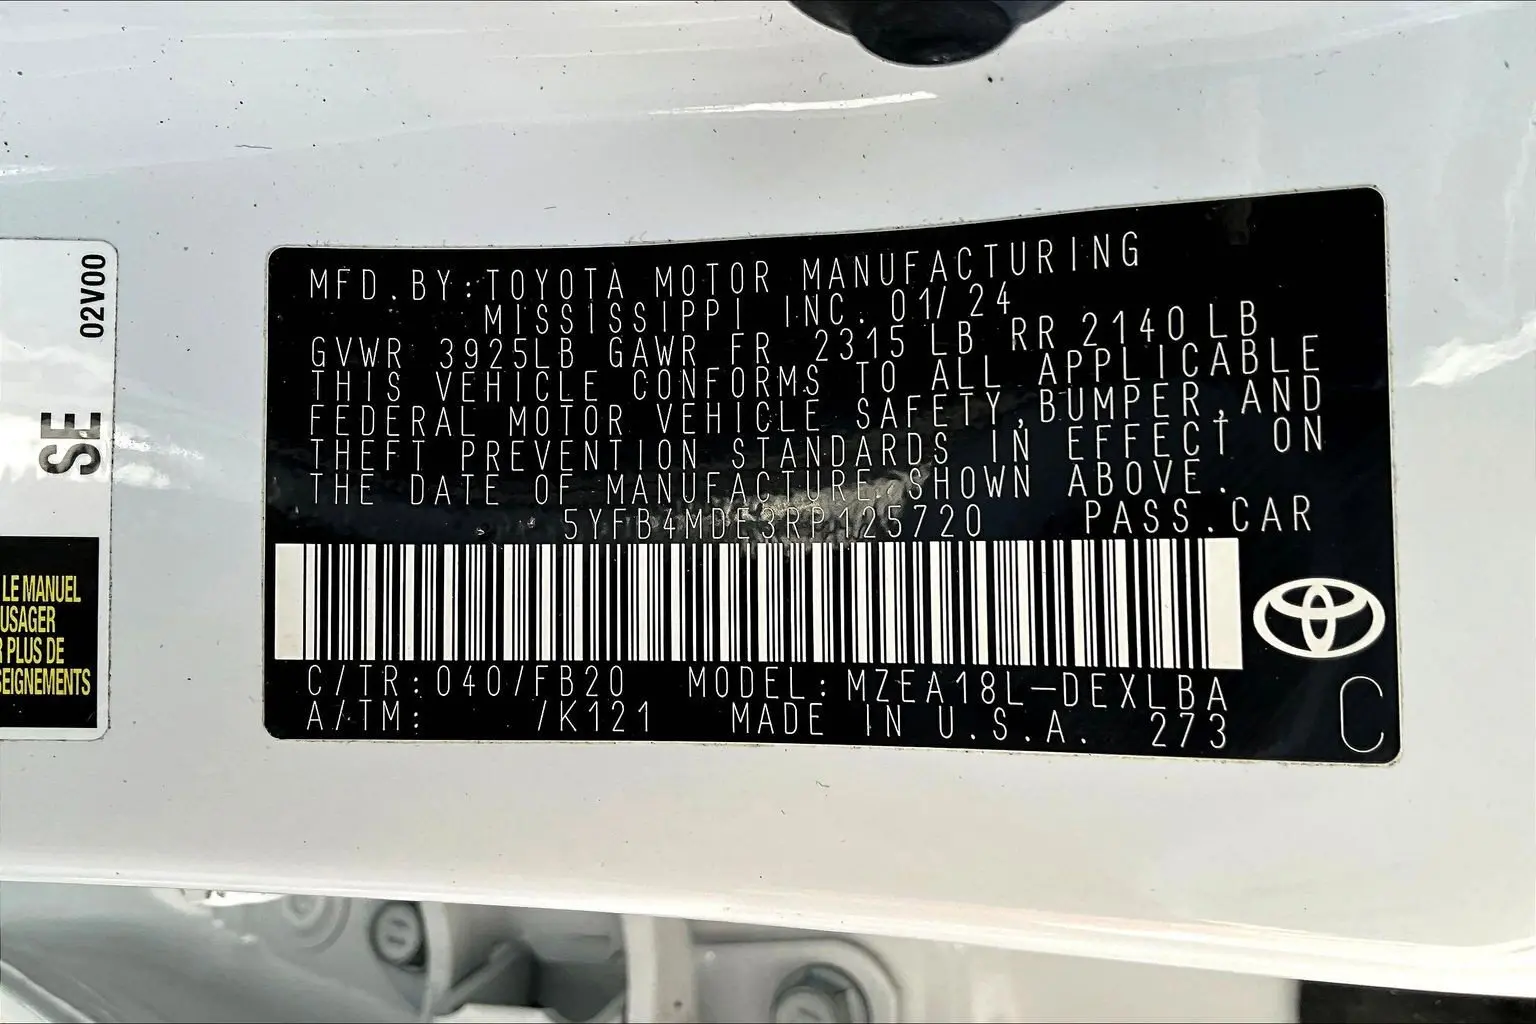 02V00
SE
LE MANUEL
USAGER
PLUS DE
SEIGNEMENTS
MFD.BY:TOYOTA MOTOR MANUFACTURING
MISSISSIPPI INC. 01/24
GVWR 3925LB GAWR FR 2315 LB RR 2140LB
THIS VEHICLE CONFORMS TO ALL APPLICABLE
FEDERAL MOTOR VEHICLE SAFETY,BUMPER,AND
THEFT PREVENTION STANDARDS IN EFFECT ON
THE DATE OF MANUFACTURE SHOWN ABOVE.
5YFB4MDE3RP125720 PASS.CAR
C/TR:040/FB20 MODEL:MZEA18L-DEXLBA
A/TM: /K121 MADE IN U.S.A. 273
C